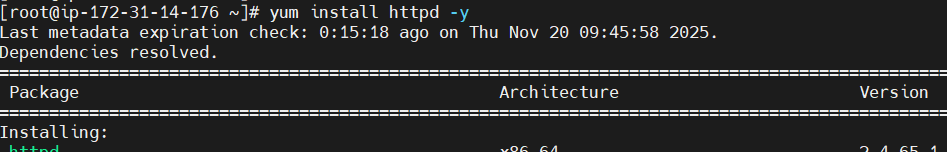 [root@ip-172-31-14-176 ~]# yum install httpd -y
Last metadata expiration check: 0:15:18 ago on Thu Nov 20 09:45:58 2025.
Dependencies resolved.
Package Architecture Version
Installing:
httpd x86_64 2.4.65-1